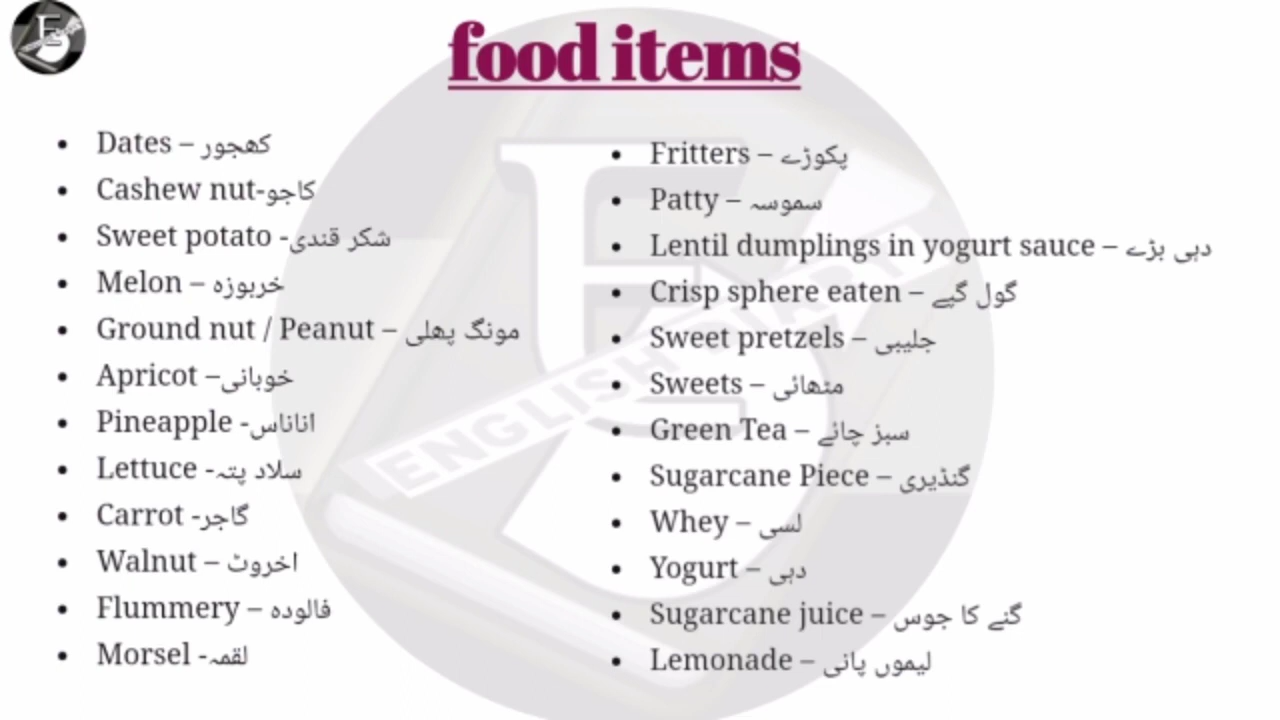 food items
• Dates – کھجور
• Cashew nut-کاجو
• Sweet potato -شکر قندی
• Melon – خربوزہ
• Ground nut / Peanut – مونگ پھلی
• Apricot –خوبانی
• Pineapple -اناناس
• Lettuce -سلاد پتہ
• Carrot -گاجر
• Walnut – اخروٹ
• Flummery – فالودہ
• Morsel -لقمہ
• Fritters – پکوڑے
• Patty – سموسہ
• Lentil dumplings in yogurt sauce – دہی بڑے
• Crisp sphere eaten – گول گپے
• Sweet pretzels – جلیبی
• Sweets – مٹھائی
• Green Tea – سبز چائے
• Sugarcane Piece – گنڈیری
• Whey – لسی
• Yogurt – دہی
• Sugarcane juice – گنے کا جوس
• Lemonade – لیموں پانی